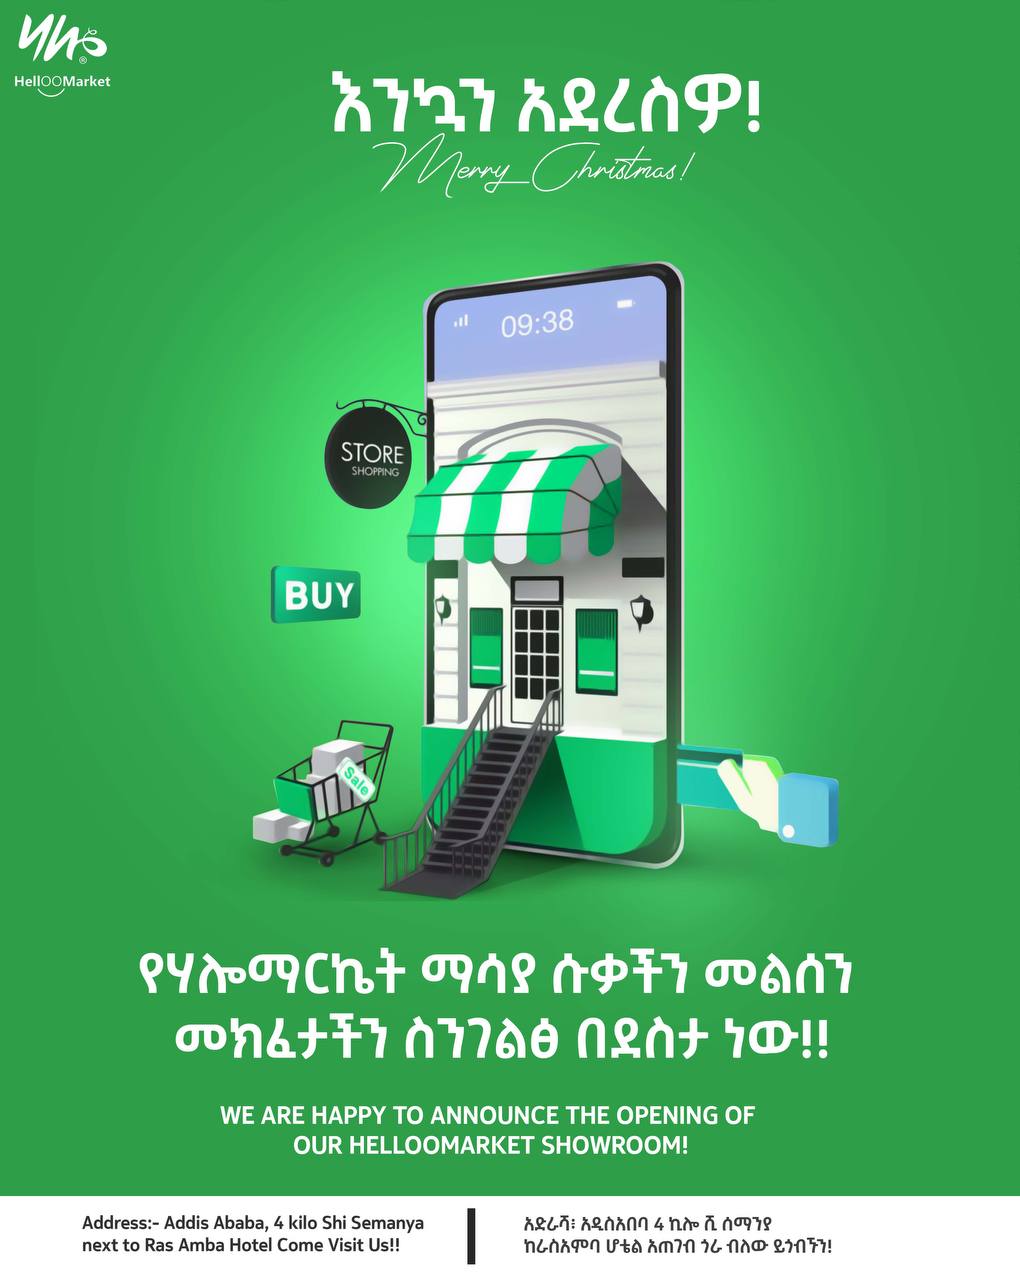 ሃሎ
HellOOMarket
እንኳን አደረስዎ!
Merry Christmas!
09:38
STORE
SHOPPING
BUY
Sale
የሃሎማርኬት ማሳያ ሱቃችን መልሰን
መክፈታችን ስንገልፅ በደስታ ነው!!
WE ARE HAPPY TO ANNOUNCE THE OPENING OF
OUR HELLOOMARKET SHOWROOM!
Address:- Addis Ababa, 4 kilo Shi Semanya
next to Ras Amba Hotel Come Visit Us!!
አድራሻ፥ አዲስአበባ 4 ኪሎ ሺ ሰማንያ
ከራስአምባ ሆቴል አጠገብ ጎራ ብለው ይጎብኙን!